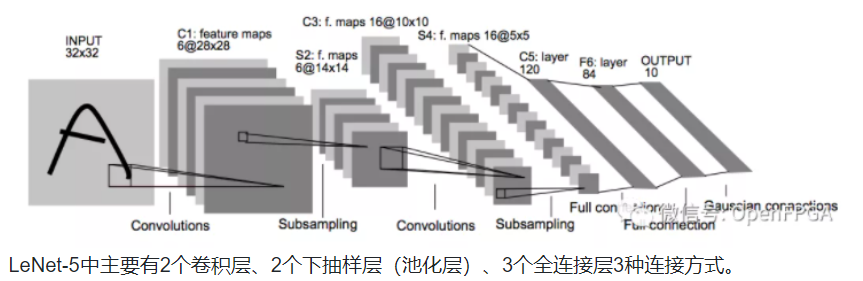 INPUT
32x32
C1: feature maps
6@28x28
S2: f. maps
6@14x14
C3: f. maps 16@10x10
S4: f. maps 16@5x5
C5: layer
120
F6: layer
84
OUTPUT
10
Convolutions
Subsampling
Convolutions
Subsampling
Full connection
Full connection
Gaussian connections
微信号: OpenFPGA
LeNet-5中主要有2个卷积层、2个下抽样层（池化层）、3个全连接层3种连接方式。